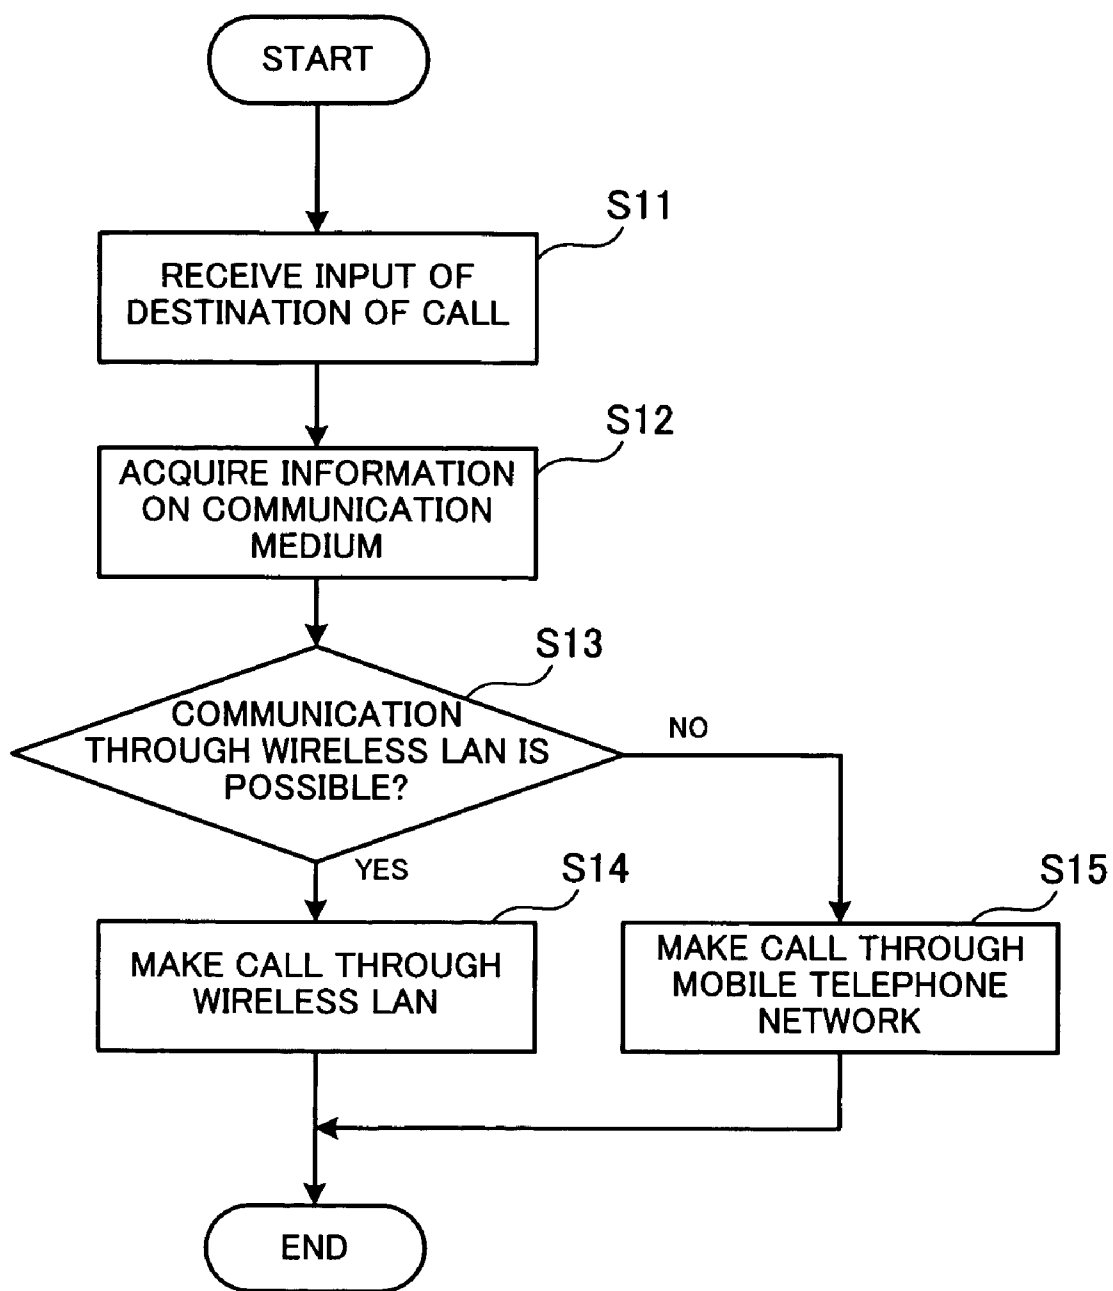 START
S11
RECEIVE INPUT OF
DESTINATION OF CALL
S12
ACQUIRE INFORMATION
ON COMMUNICATION
MEDIUM
S13
COMMUNICATION
THROUGH WIRELESS LAN IS
POSSIBLE?
NO
YES
S14
MAKE CALL THROUGH
WIRELESS LAN
S15
MAKE CALL THROUGH
MOBILE TELEPHONE
NETWORK
END